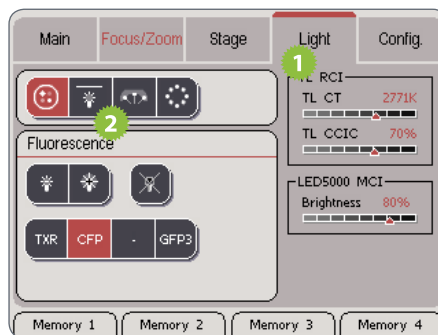 Main Focus/Zoom Stage Light Config.
1
TL RCI
TL CT 2771K
TL CCIC 70%
2
Fluorescence
LED5000 MCI
Brightness 80%
TXR CFP - GFP3
Memory 1 Memory 2 Memory 3 Memory 4